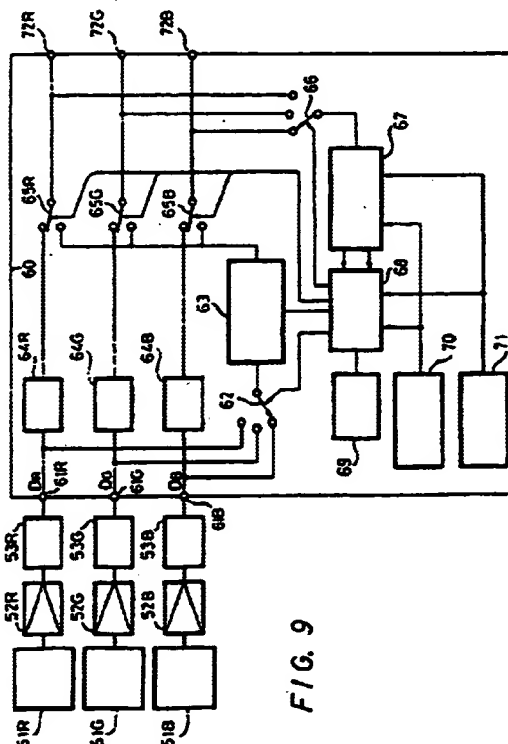 72R
72G
72B
60
65R
65G
65B
66
67
64R
64G
64B
63
68
62
69
70
71
DR
61R
DG
61G
DB
61B
53R
53G
53B
52R
52G
52B
51R
51G
51B
FIG. 9